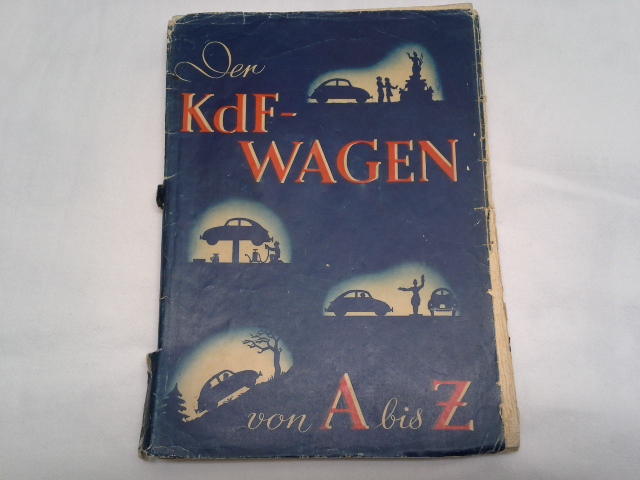 Der
KdF-
WAGEN
von A bis Z